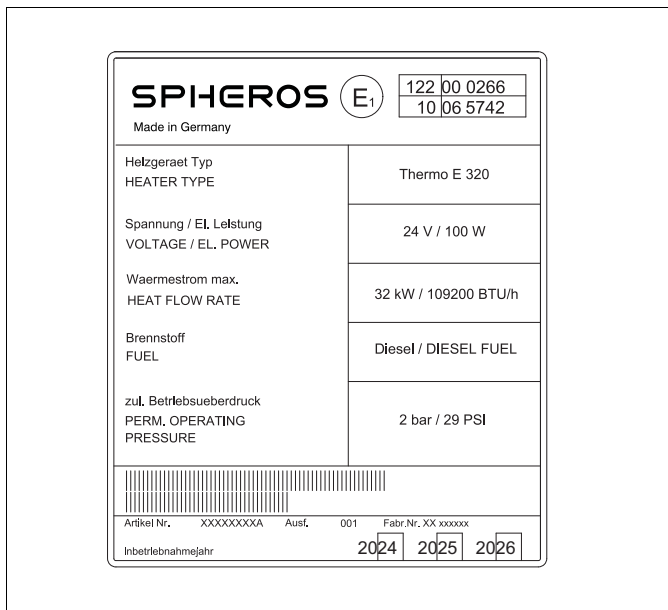 SPHEROS
E1
122 00 0266
10 06 5742
Made in Germany
Heizgeraet Typ
HEATER TYPE
Thermo E 320
Spannung / El. Leistung
VOLTAGE / EL. POWER
24 V / 100 W
Waermestrom max.
HEAT FLOW RATE
32 kW / 109200 BTU/h
Brennstoff
FUEL
Diesel / DIESEL FUEL
zul. Betriebsueberdruck
PERM. OPERATING
PRESSURE
2 bar / 29 PSI
Artikel Nr. XXXXXXXXA Ausf. 001 Fabr.Nr. XX xxxxxx
Inbetriebnahmejahr 2024 2025 2026